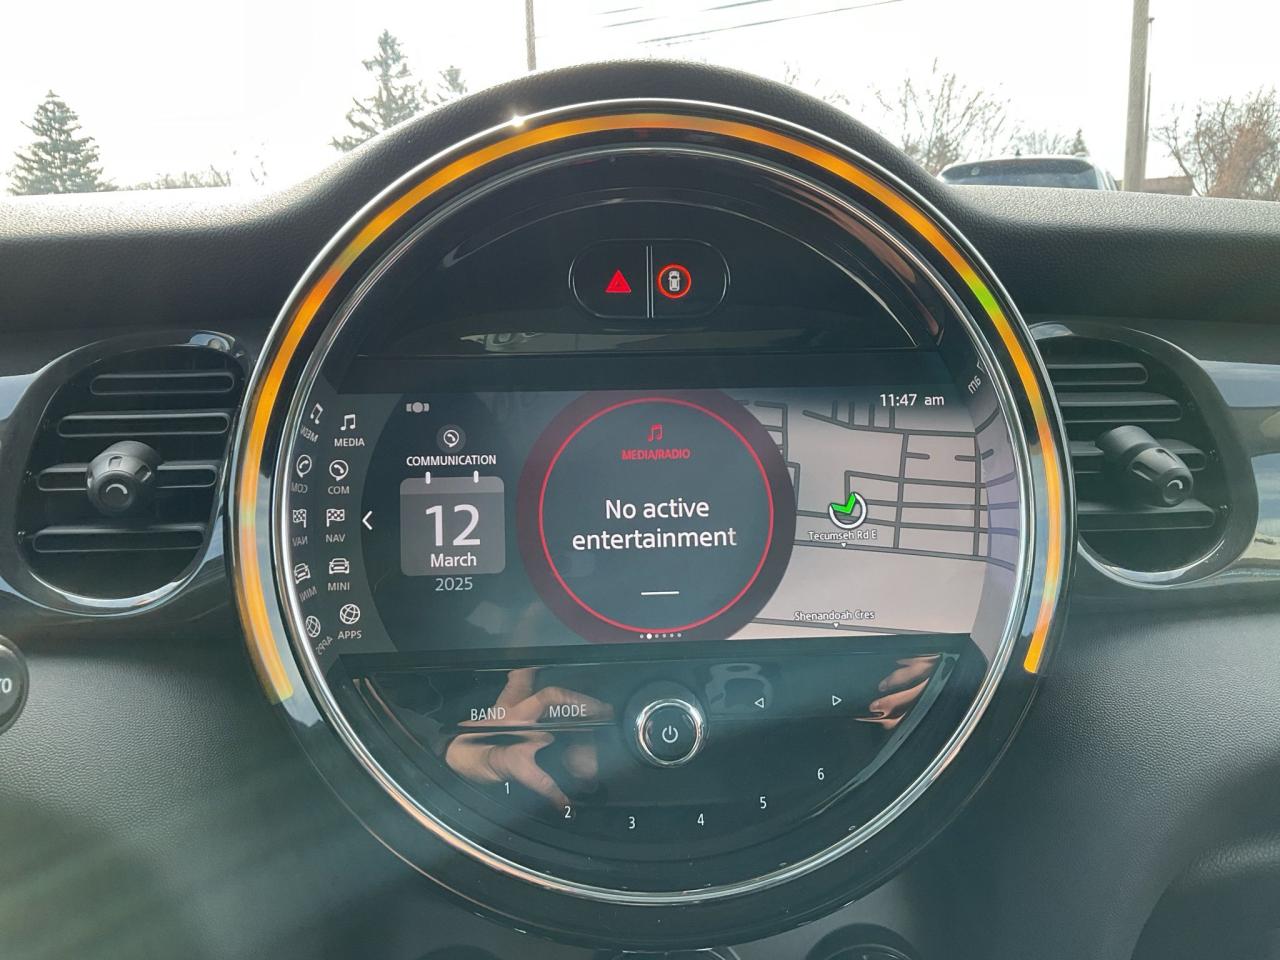 11:47 am
MEDIA
COM
NAV
MINI
APPS
COMMUNICATION
12
March
2025
MEDIA/RADIO
No active
entertainment
Tecumseh Rd E
Shenandoah Cres
BAND
MODE
1
2
3
4
5
6